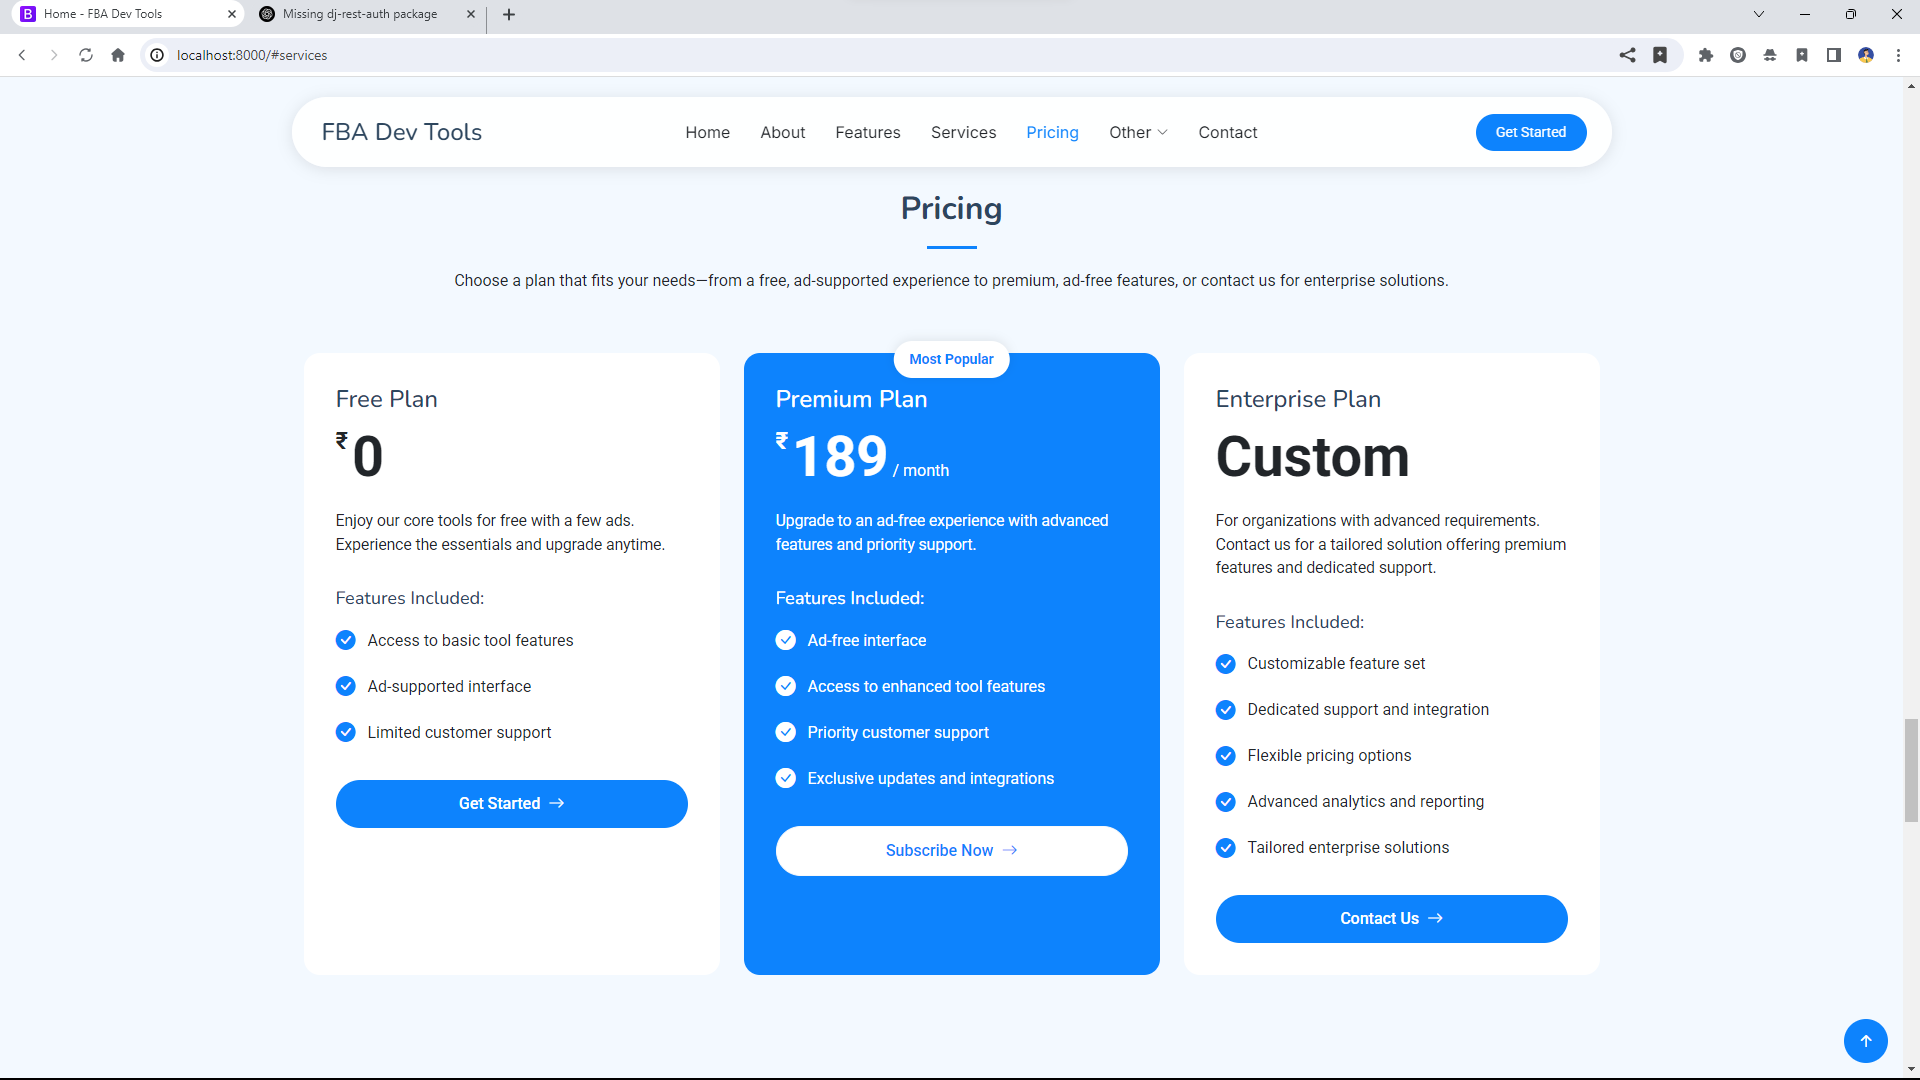 Home - FBA Dev Tools
Missing dj-rest-auth package
localhost:8000/#services
FBA Dev Tools
Home
About
Features
Services
Pricing
Other
Contact
Get Started
Pricing
Choose a plan that fits your needs—from a free, ad-supported experience to premium, ad-free features, or contact us for enterprise solutions.
Free Plan
₹0
Enjoy our core tools for free with a few ads.
Experience the essentials and upgrade anytime.
Features Included:
Access to basic tool features
Ad-supported interface
Limited customer support
Get Started →
Most Popular
Premium Plan
₹189 / month
Upgrade to an ad-free experience with advanced
features and priority support.
Features Included:
Ad-free interface
Access to enhanced tool features
Priority customer support
Exclusive updates and integrations
Subscribe Now →
Enterprise Plan
Custom
For organizations with advanced requirements.
Contact us for a tailored solution offering premium
features and dedicated support.
Features Included:
Customizable feature set
Dedicated support and integration
Flexible pricing options
Advanced analytics and reporting
Tailored enterprise solutions
Contact Us →